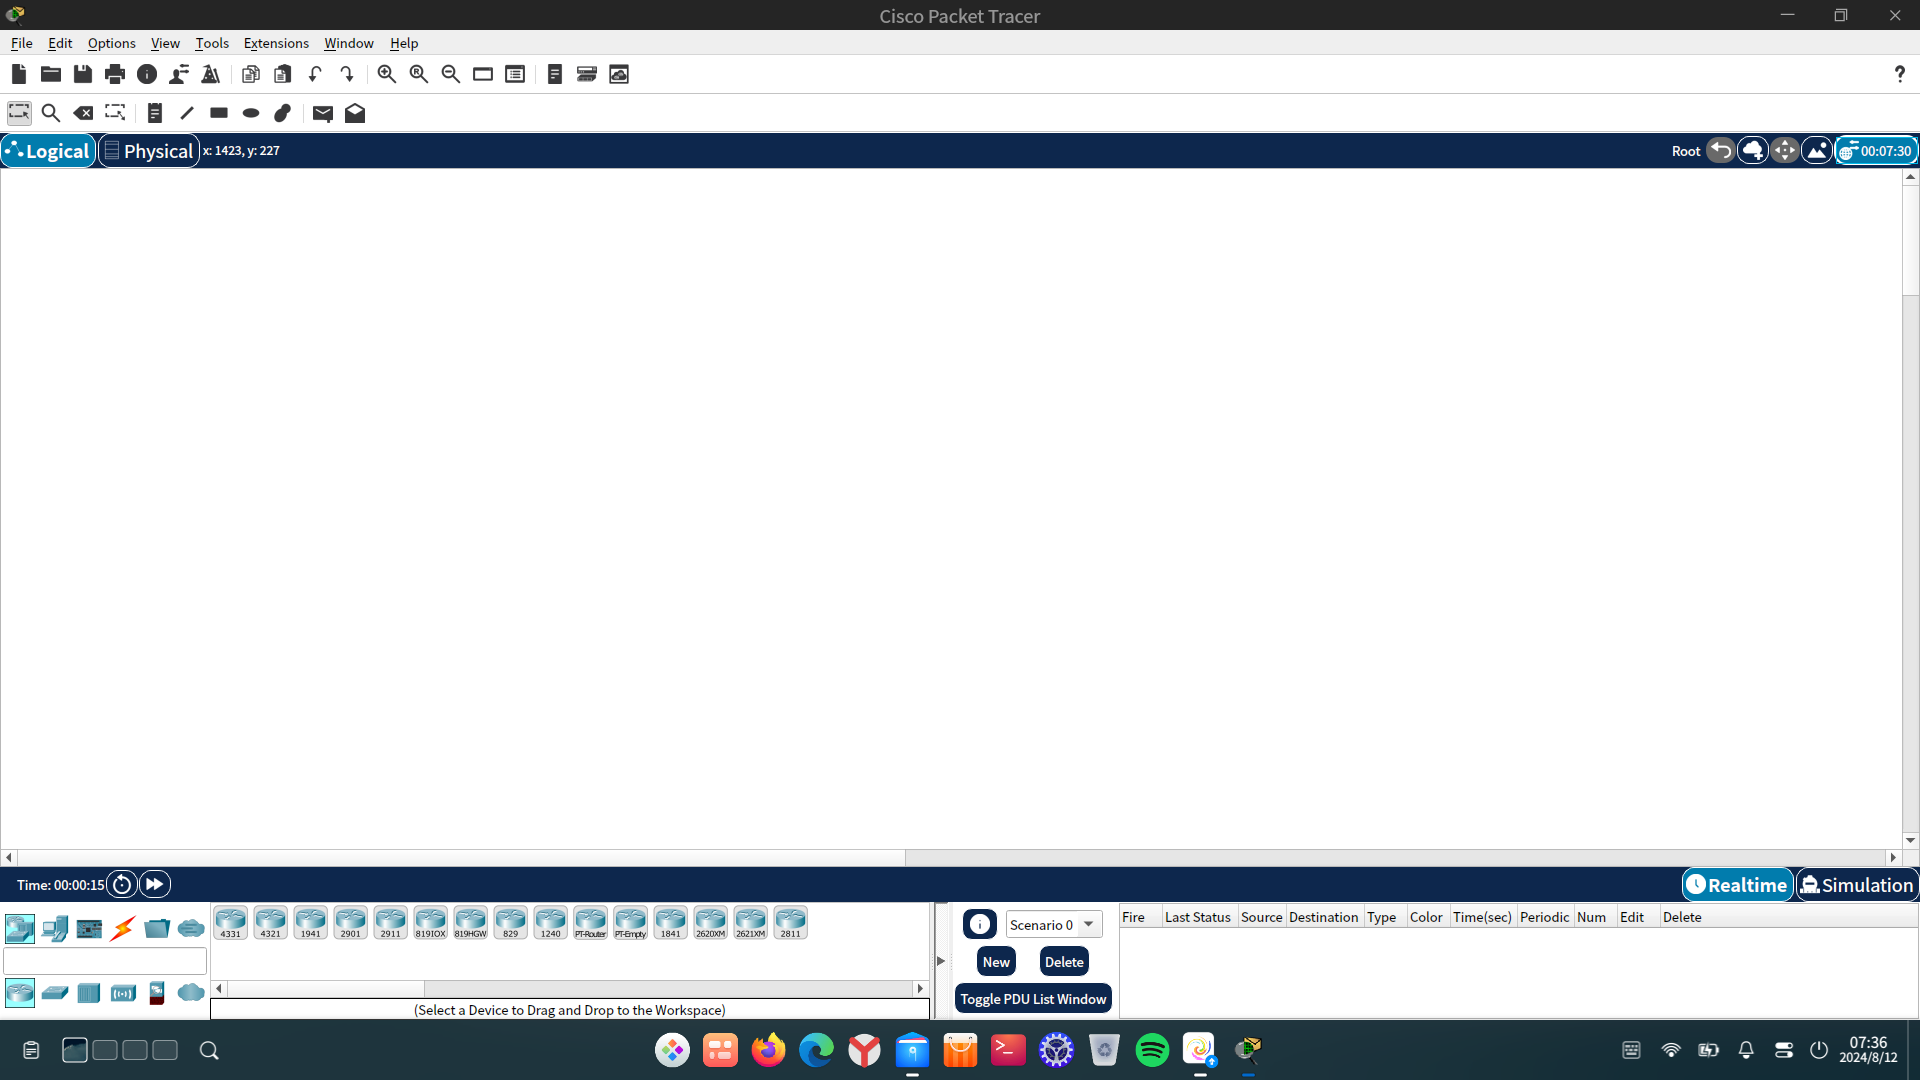 Cisco Packet Tracer
File Edit Options View Tools Extensions Window Help
?
Logical Physical x: 1423, y: 227 Root 00:07:30
Time: 00:00:15 Realtime Simulation
4331 4321 1941 2901 2911 819IOX 819HGW 829 1240 PT-Router PT-Empty 1841 2620XM 2621XM 2811
(Select a Device to Drag and Drop to the Workspace)
Scenario 0
New Delete
Toggle PDU List Window
Fire Last Status Source Destination Type Color Time(sec) Periodic Num Edit Delete
07:36
2024/8/12